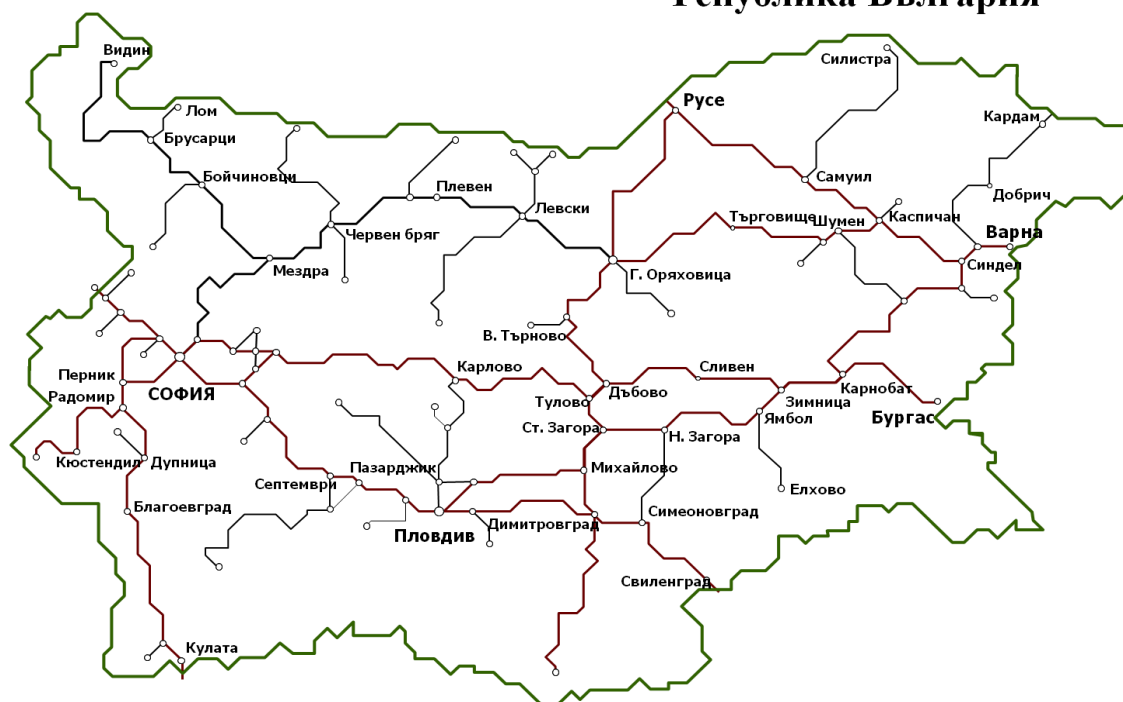 Република България
Видин
Силистра
Русе
Лом
Кардам
Брусарци
Самуил
Бойчиновци
Плевен
Добрич
Левски
Търговище
Шумен
Каспичан
Червен бряг
Варна
Мездра
Г. Оряховица
Синдел
В. Търново
Карлово
Сливен
Перник
СОФИЯ
Радомир
Дъбово
Тулово
Зимница
Карнобат
Бургас
Ст. Загора
Н. Загора
Ямбол
Кюстендил
Дупница
Пазарджик
Михайлово
Септември
Елхово
Благоевград
Пловдив
Димитровград
Симеоновград
Свиленград
Кулата